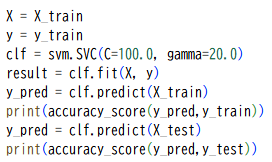 X = X_train
y = y_train
clf = svm.SVC(C=100.0, gamma=20.0)
result = clf.fit(X, y)
y_pred = clf.predict(X_train)
print(accuracy_score(y_pred,y_train))
y_pred = clf.predict(X_test)
print(accuracy_score(y_pred,y_test))